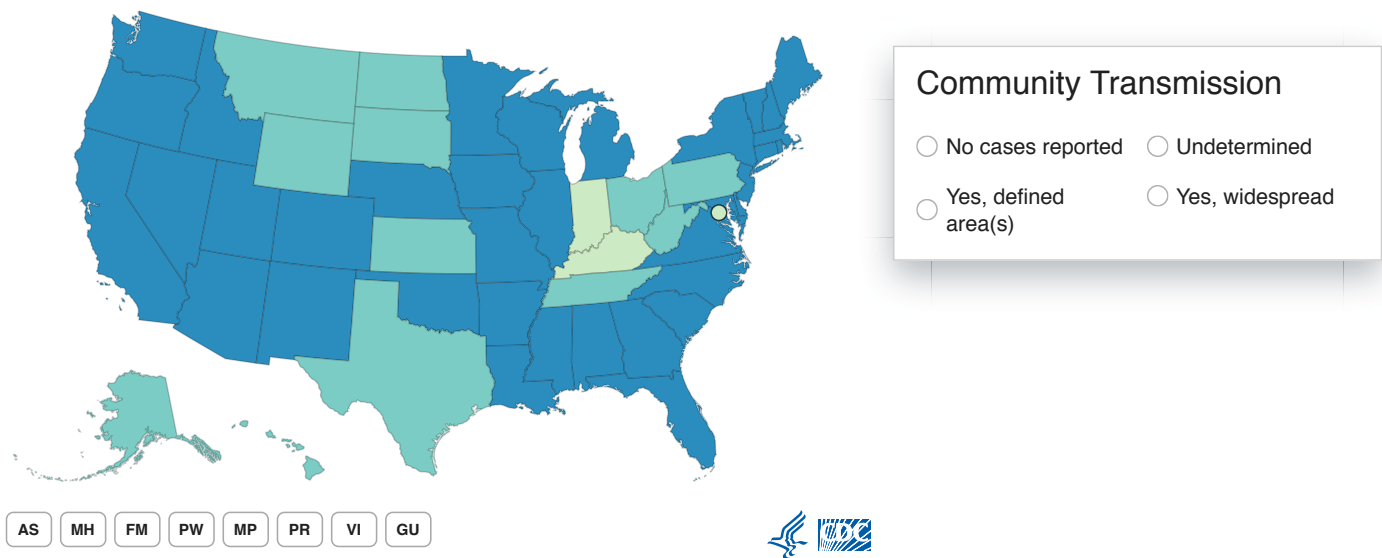 Community Transmission
No cases reported
Undetermined
Yes, defined
area(s)
Yes, widespread
AS
MH
FM
PW
MP
PR
VI
GU
CDC